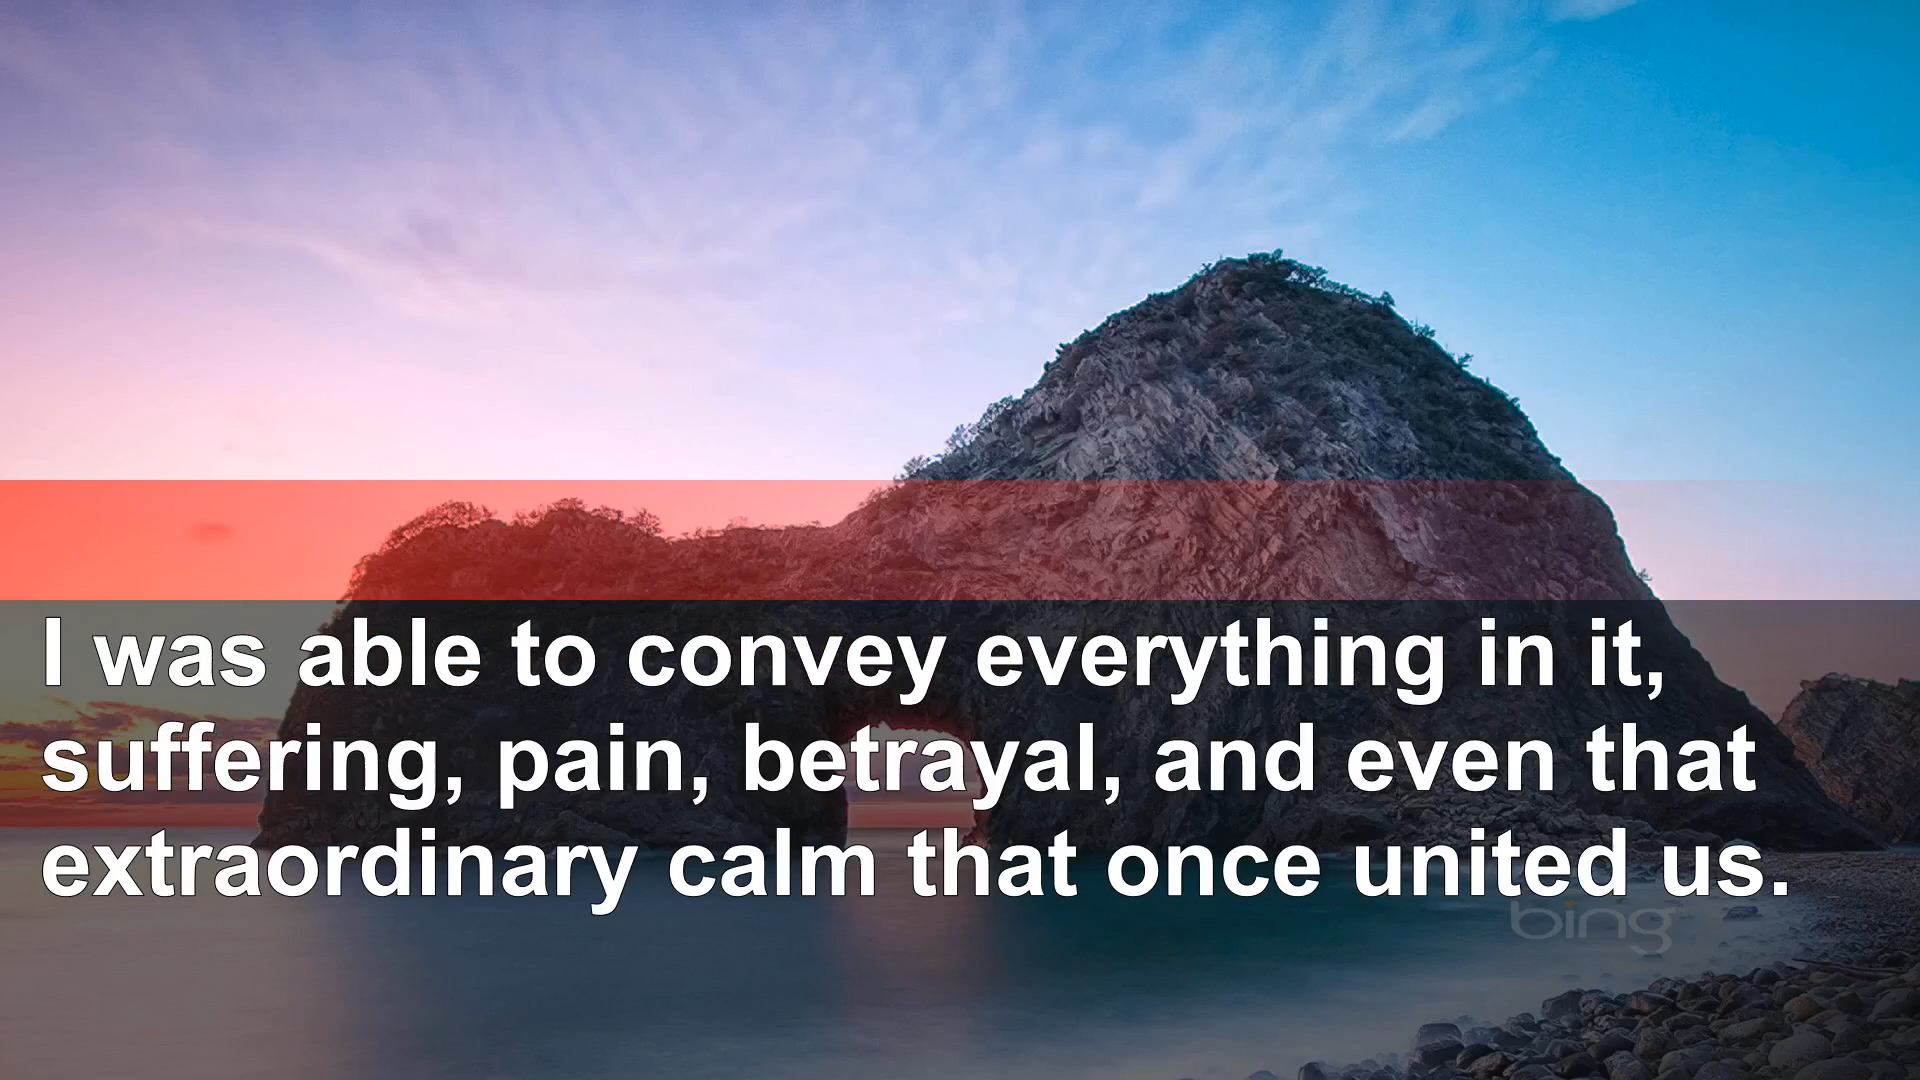 I was able to convey everything in it,
suffering, pain, betrayal, and even that
extraordinary calm that once united us.
bing